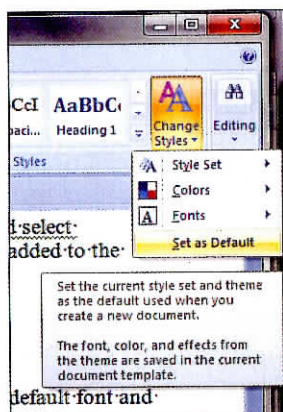 CcI AaBbC
paci... Heading 1
Change
Styles
Editing
Styles
Style Set
Colors
Fonts
Set as Default
d·select·
added·to·the·
Set the current style set and theme
as the default used when you
create a new document.
The font, color, and effects from
the theme are saved in the current
document template.
default·font·and·